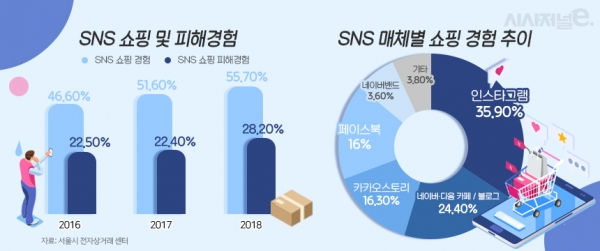 시사저널e.
SNS 쇼핑 및 피해경험
SNS 쇼핑 경험 SNS 쇼핑 피해경험
46,60%
22,50%
51,60%
22,40%
55,70%
28,20%
2016 2017 2018
자료: 서울시 전자상거래 센터
SNS 매체별 쇼핑 경험 추이
인스타그램
35,90%
네이버·다음 카페 / 블로그
24,40%
카카오스토리
16,30%
페이스북
16%
네이버밴드
3,60%
기타
3,80%